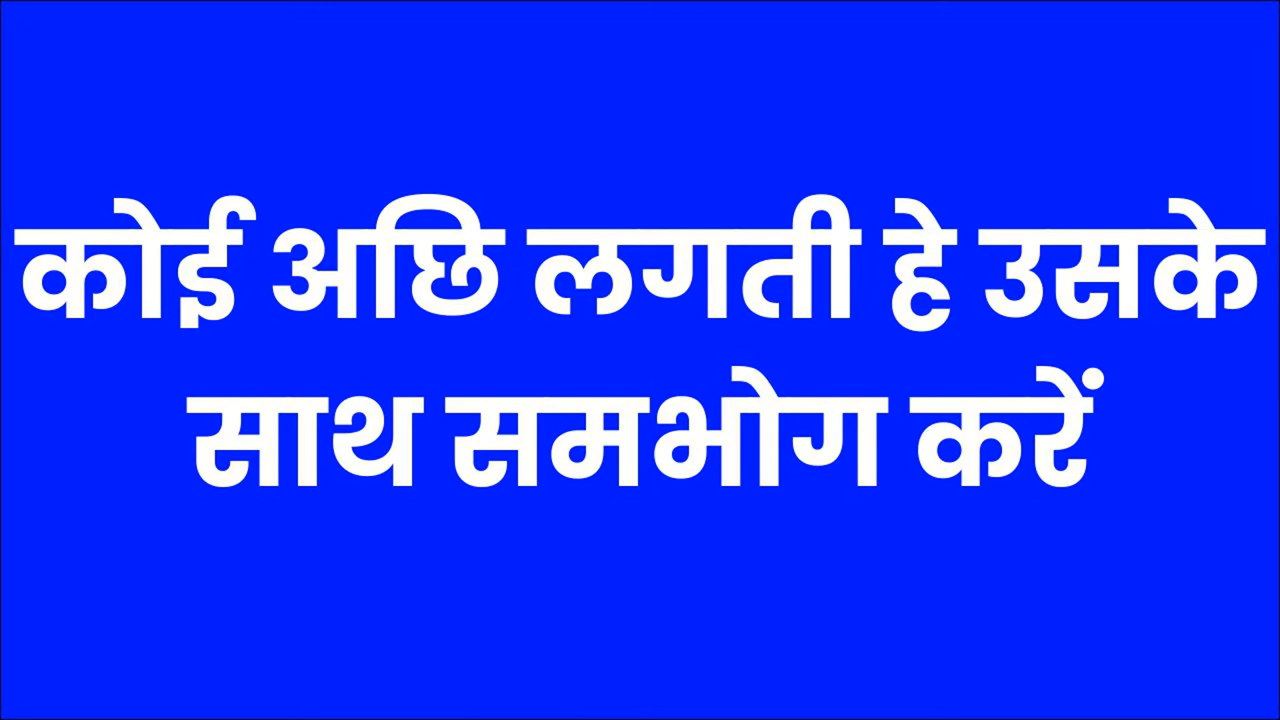 कोई अछि लगती हे उसके
साथ समभोग करें